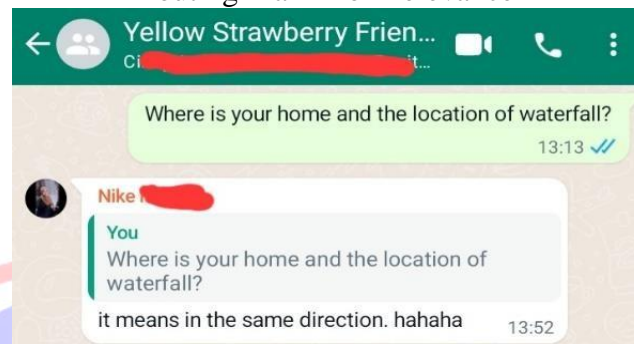 Yellow Strawberry Frien...
Ci
Where is your home and the location of waterfall?
13:13
Nike
You
Where is your home and the location of
waterfall?
it means in the same direction. hahaha
13:52